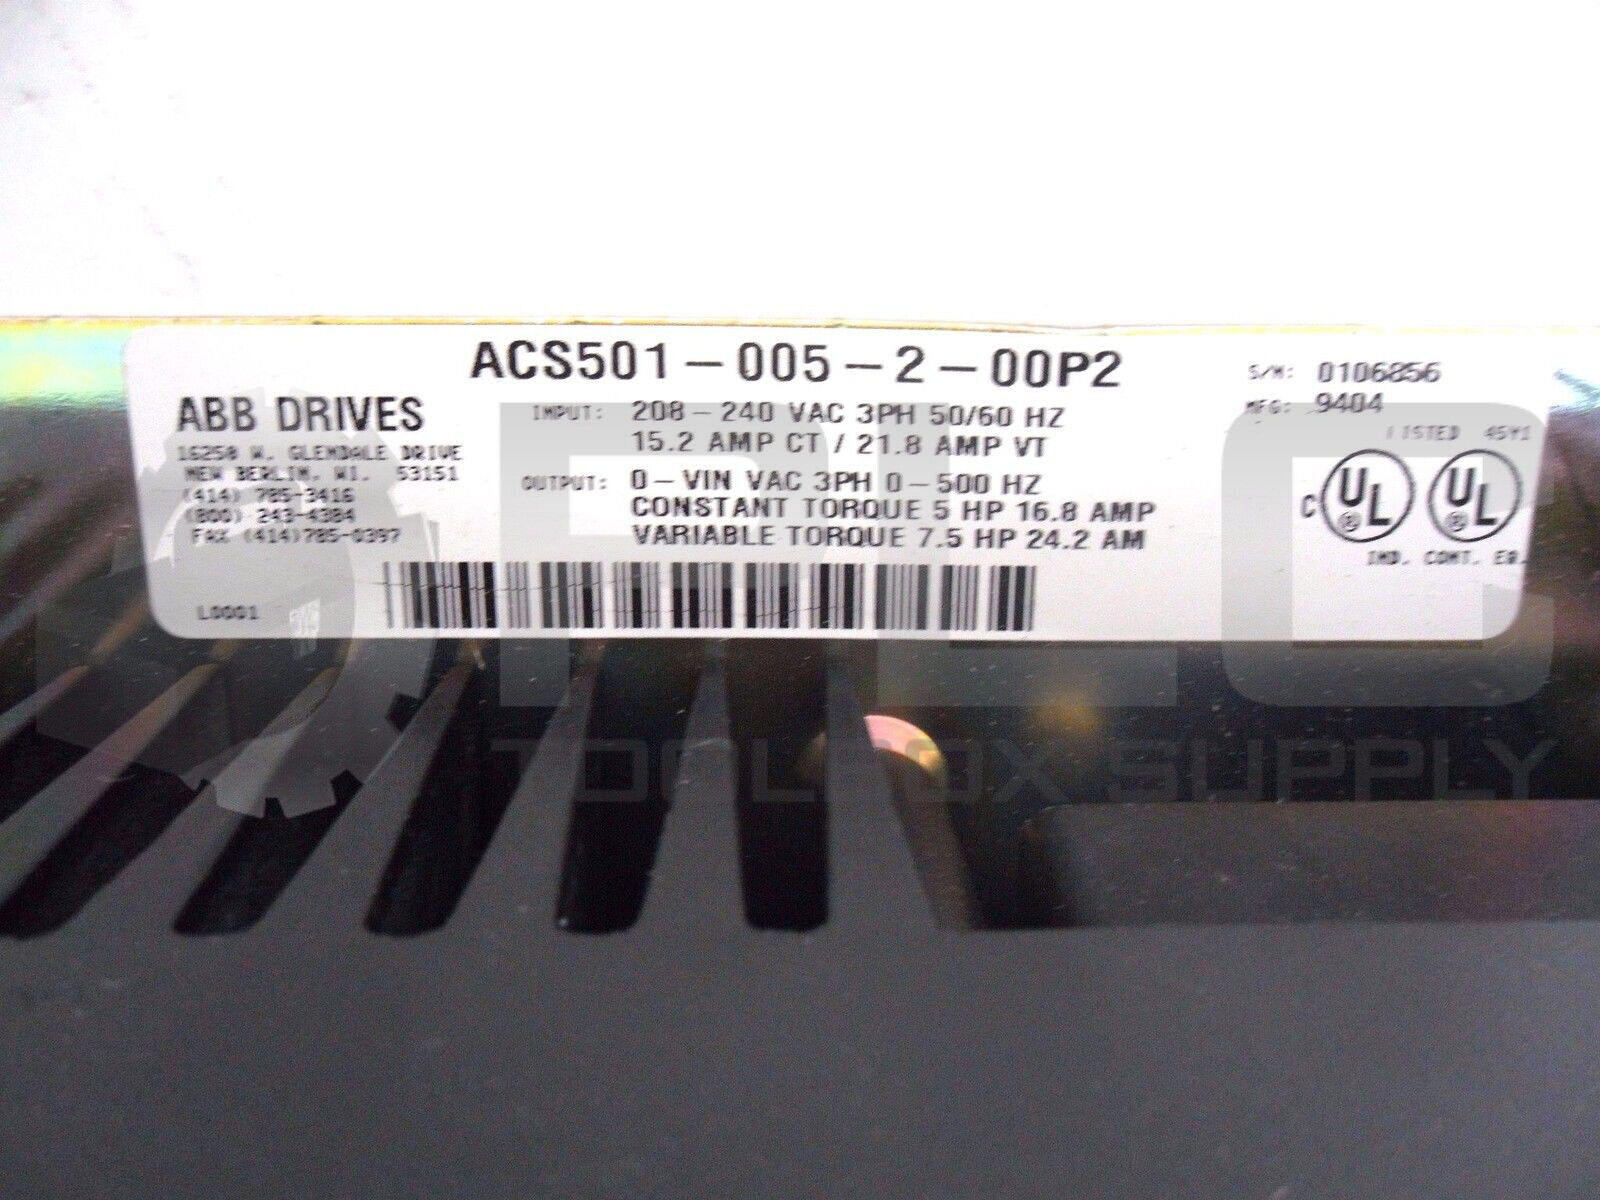 ACS501-005-2-00P2
S/N: 0106856
MFG: 9404
ABB DRIVES
16250 W. GLENDALE DRIVE
NEW BERLIN, WI. 53151
(414) 785-3416
(800) 243-4384
FAX (414)785-0397
L0001
INPUT: 208-240 VAC 3PH 50/60 HZ
15.2 AMP CT / 21.8 AMP VT
OUTPUT: 0-VIN VAC 3PH 0-500 HZ
CONSTANT TORQUE 5 HP 16.8 AMP
VARIABLE TORQUE 7.5 HP 24.2 AM
LISTED 45Y1
C UL ® UL ®
IND. CONT. EQ.
PLC
TOOLBOX SUPPLY